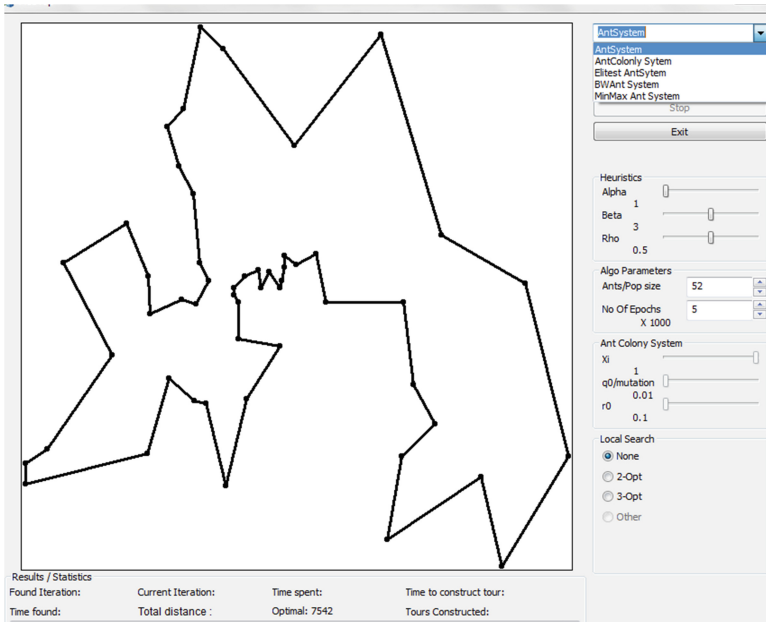 AntSystem
AntSystem
AntColonly Sytem
Elitest AntSytem
BWAnt System
MinMax Ant System
Stop
Exit
Heuristics
Alpha
1
Beta
3
Rho
0.5
Algo Parameters
Ants/Pop size 52
No Of Epochs 5
X 1000
Ant Colony System
Xi
1
q0/mutation
0.01
r0
0.1
Local Search
None
2-Opt
3-Opt
Other
Results / Statistics
Found Iteration: Current Iteration: Time spent: Time to construct tour:
Time found: Total distance : Optimal: 7542 Tours Constructed: